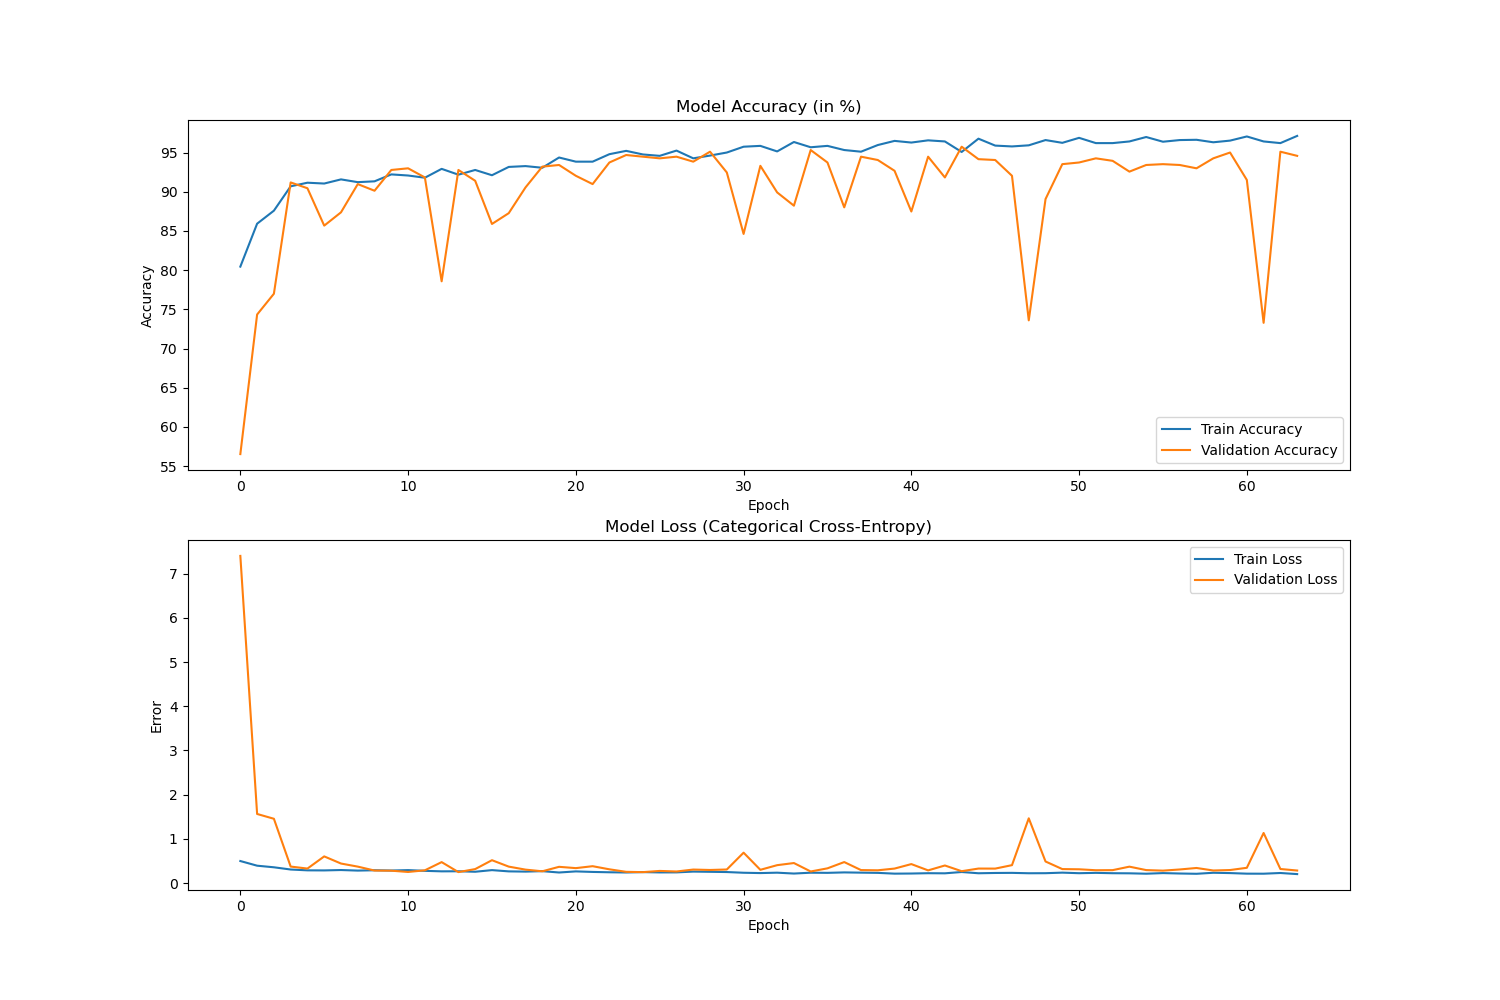 Model Accuracy (in %)
Accuracy
95
90
85
80
75
70
65
60
55
Train Accuracy
Validation Accuracy
0 10 20 30 40 50 60
Epoch
Model Loss (Categorical Cross-Entropy)
Error
7
6
5
4
3
2
1
0
Train Loss
Validation Loss
0 10 20 30 40 50 60
Epoch